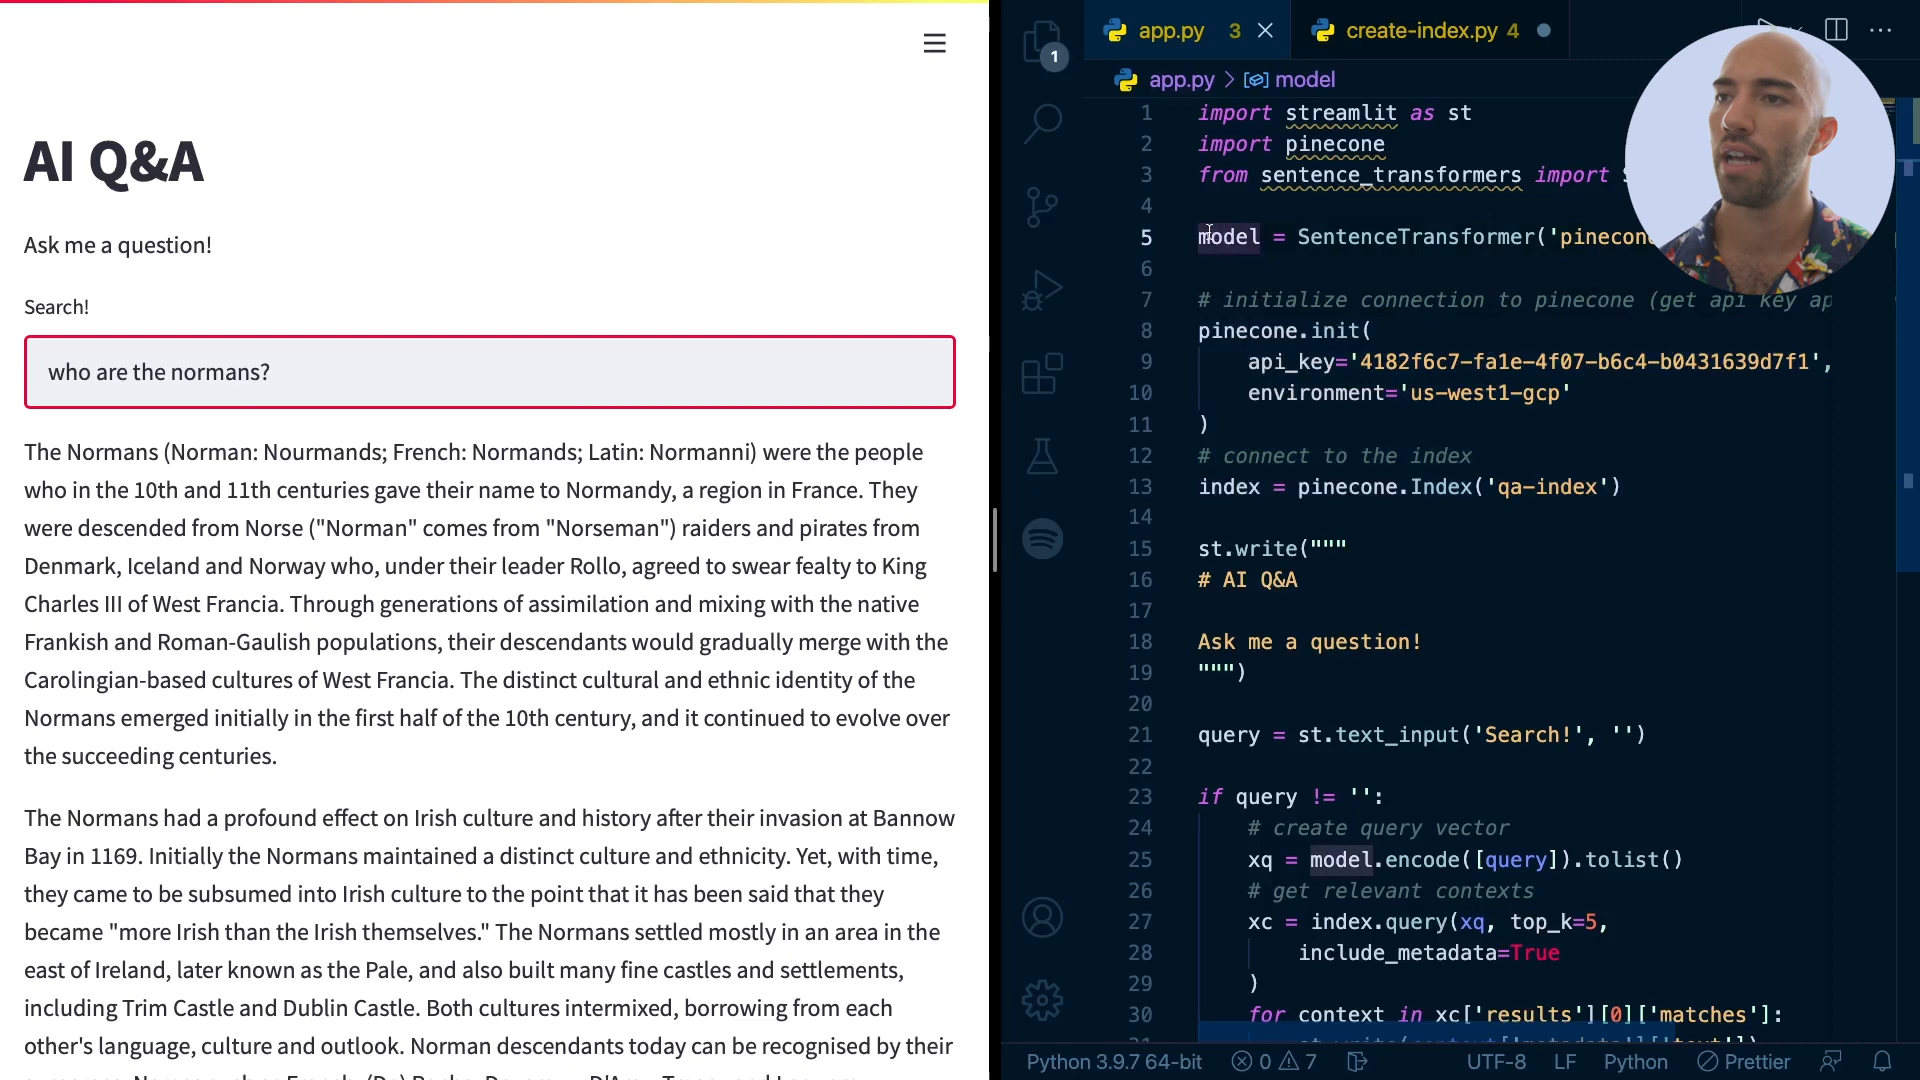 AI Q&A
Ask me a question!
Search!
who are the normans?
The Normans (Norman: Nourmands; French: Normands; Latin: Normanni) were the people
who in the 10th and 11th centuries gave their name to Normandy, a region in France. They
were descended from Norse ("Norman" comes from "Norseman") raiders and pirates from
Denmark, Iceland and Norway who, under their leader Rollo, agreed to swear fealty to King
Charles III of West Francia. Through generations of assimilation and mixing with the native
Frankish and Roman-Gaulish populations, their descendants would gradually merge with the
Carolingian-based cultures of West Francia. The distinct cultural and ethnic identity of the
Normans emerged initially in the first half of the 10th century, and it continued to evolve over
the succeeding centuries.
The Normans had a profound effect on Irish culture and history after their invasion at Bannow
Bay in 1169. Initially the Normans maintained a distinct culture and ethnicity. Yet, with time,
they came to be subsumed into Irish culture to the point that it has been said that they
became "more Irish than the Irish themselves." The Normans settled mostly in an area in the
east of Ireland, later known as the Pale, and also built many fine castles and settlements,
including Trim Castle and Dublin Castle. Both cultures intermixed, borrowing from each
other's language, culture and outlook. Norman descendants today can be recognised by their
1
app.py 3
create-index.py 4
app.py > model
1 import streamlit as st
2 import pinecone
3 from sentence_transformers import
4
5 model = SentenceTransformer('pinecone
6
7 # initialize connection to pinecone (get api key ap
8 pinecone.init(
9 api_key='4182f6c7-fa1e-4f07-b6c4-b0431639d7f1',
10 environment='us-west1-gcp'
11 )
12 # connect to the index
13 index = pinecone.Index('qa-index')
14
15 st.write("""
16 # AI Q&A
17
18 Ask me a question!
19 """)
20
21 query = st.text_input('Search!', '')
22
23 if query != '':
24 # create query vector
25 xq = model.encode([query]).tolist()
26 # get relevant contexts
27 xc = index.query(xq, top_k=5,
28 include_metadata=True
29 )
30 for context in xc['results'][0]['matches']:
Python 3.9.7 64-bit 0 7 UTF-8 LF Python Prettier